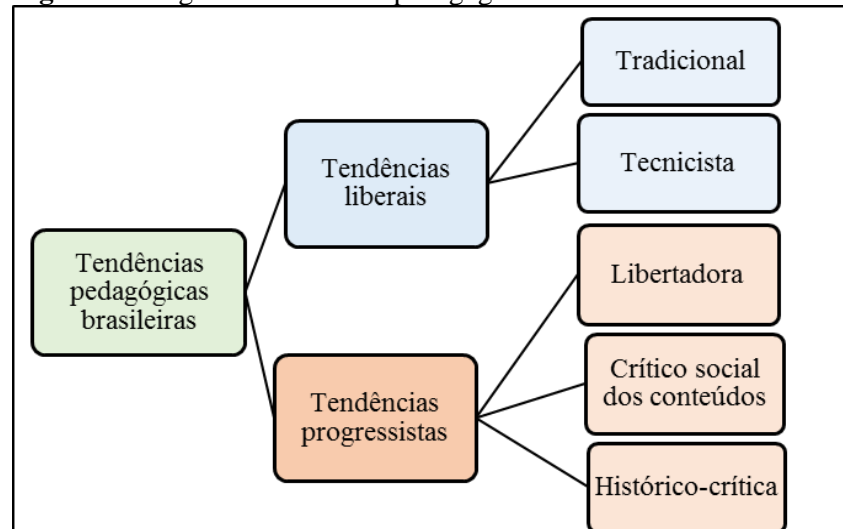 Tendências
pedagógicas
brasileiras
Tendências
liberais
Tradicional
Tecnicista
Tendências
progressistas
Libertadora
Crítico social
dos conteúdos
Histórico-crítica